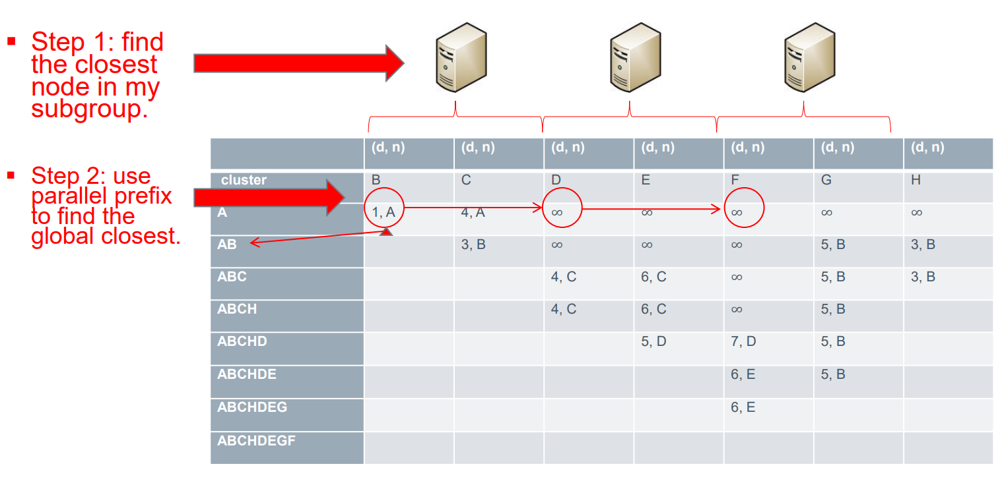 ▪ Step 1: find
the closest
node in my
subgroup.
▪ Step 2: use
parallel prefix
to find the
global closest.
(d, n) (d, n) (d, n) (d, n) (d, n) (d, n) (d, n)
cluster B C D E F G H
A 1, A 4, A ∞ ∞ ∞ ∞ ∞
AB 3, B ∞ ∞ ∞ 5, B 3, B
ABC 4, C 6, C ∞ 5, B 3, B
ABCH 4, C 6, C ∞ 5, B
ABCHD 5, D 7, D 5, B
ABCHDE 6, E 5, B
ABCHDEG 6, E
ABCHDEGF